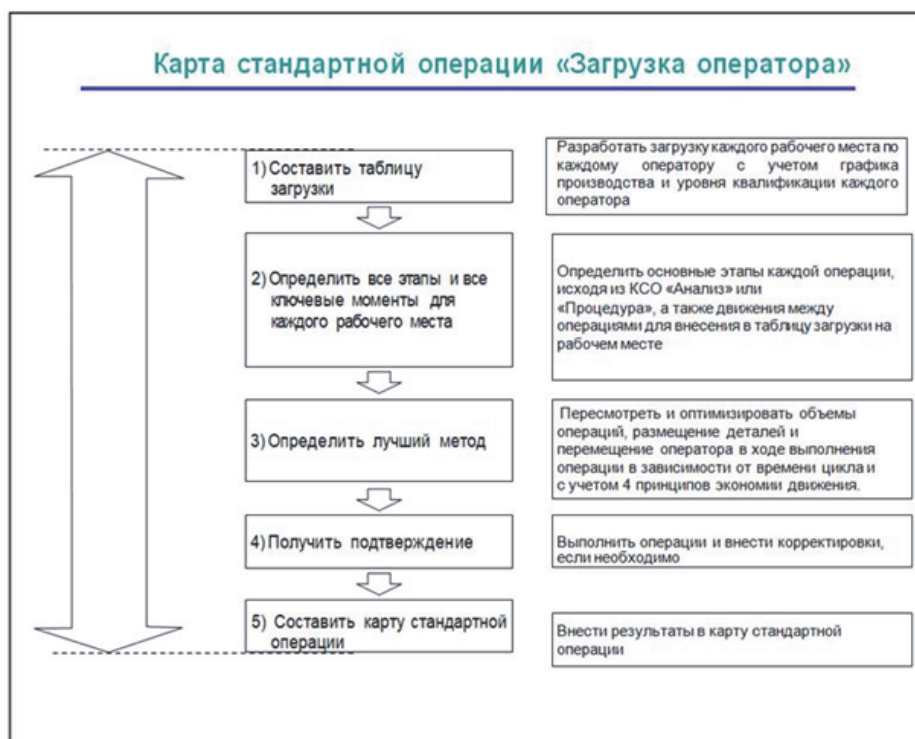 Карта стандартной операции «Загрузка оператора»
1) Составить таблицу
загрузки
Разработать загрузку каждого рабочего места по
каждому оператору с учетом графика
производства и уровня квалификации каждого
оператора
2) Определить все этапы и все
ключевые моменты для
каждого рабочего места
Определить основные этапы каждой операции,
исходя из КСО «Анализ» или
«Процедура», а также движения между
операциями для внесения в таблицу загрузки на
рабочем месте
3) Определить лучший метод
Пересмотреть и оптимизировать объемы
операций, размещение деталей и
перемещение оператора в ходе выполнения
операции в зависимости от времени цикла и
с учетом 4 принципов экономии движения.
4) Получить подтверждение
Выполнить операции и внести корректировки,
если необходимо
5) Составить карту стандартной
операции
Внести результаты в карту стандартной
операции